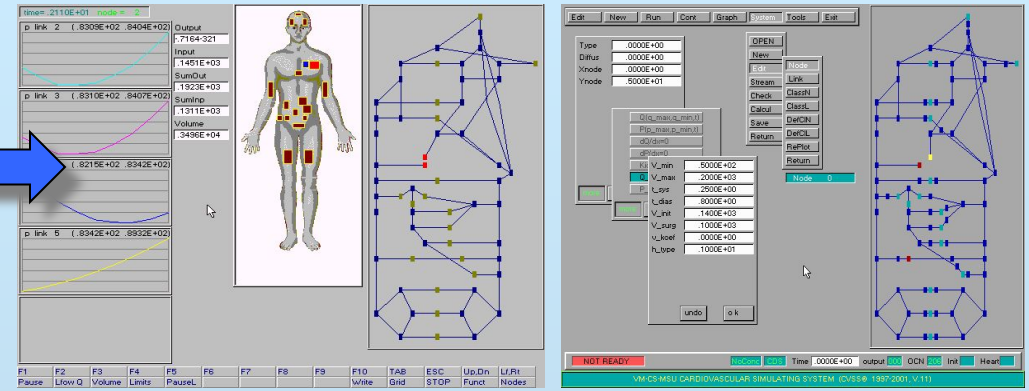 time= .2110E+01 node = 2
p link 2 (.8309E+02 .8404E+02)
p link 3 (.8310E+02 .8407E+02)
(.8215E+02 .8342E+02)
p link 5 (.8342E+02 .8932E+02)
Output
-.7164-321
Input
.1451E+03
SumOut
.1923E+03
SumInp
.1311E+03
Volume
.3496E+04
F1 F2 F3 F4 F5 F6 F7 F8 F9 F10 TAB ESC Up,Dn Lf,Rt
Pause Lfow Q Volume Limits PauseL Write Grid STOP Funct Nodes
Edit New Run Cont Graph System Tools Exit
Type .0000E+00
Diffus .0000E+00
Xnode .0000E+00
Ynode .5000E+01
OPEN
New
Edit
Stream
Check
Calcul
Save
Return
Node
Link
ClassN
ClassL
DefClN
DefClL
RePlot
Return
Node 0
Q(q_max,q_min,t)
P(p_max,p_min,t)
dQ/dx=0
V_min .5000E+02
V_max .2000E+03
t_sys .2500E+00
t_dias .8000E+00
V_init .1400E+03
V_surg .1000E+03
v_koef .0000E+00
h_type .1000E+01
undo o k
NOT READY NoConc CDS Time .0000E+00 output OCN Init Heart
VM-CS-MSU CARDIOVASCULAR SIMULATING SYSTEM (CVSS® 1997-2001, V.11)